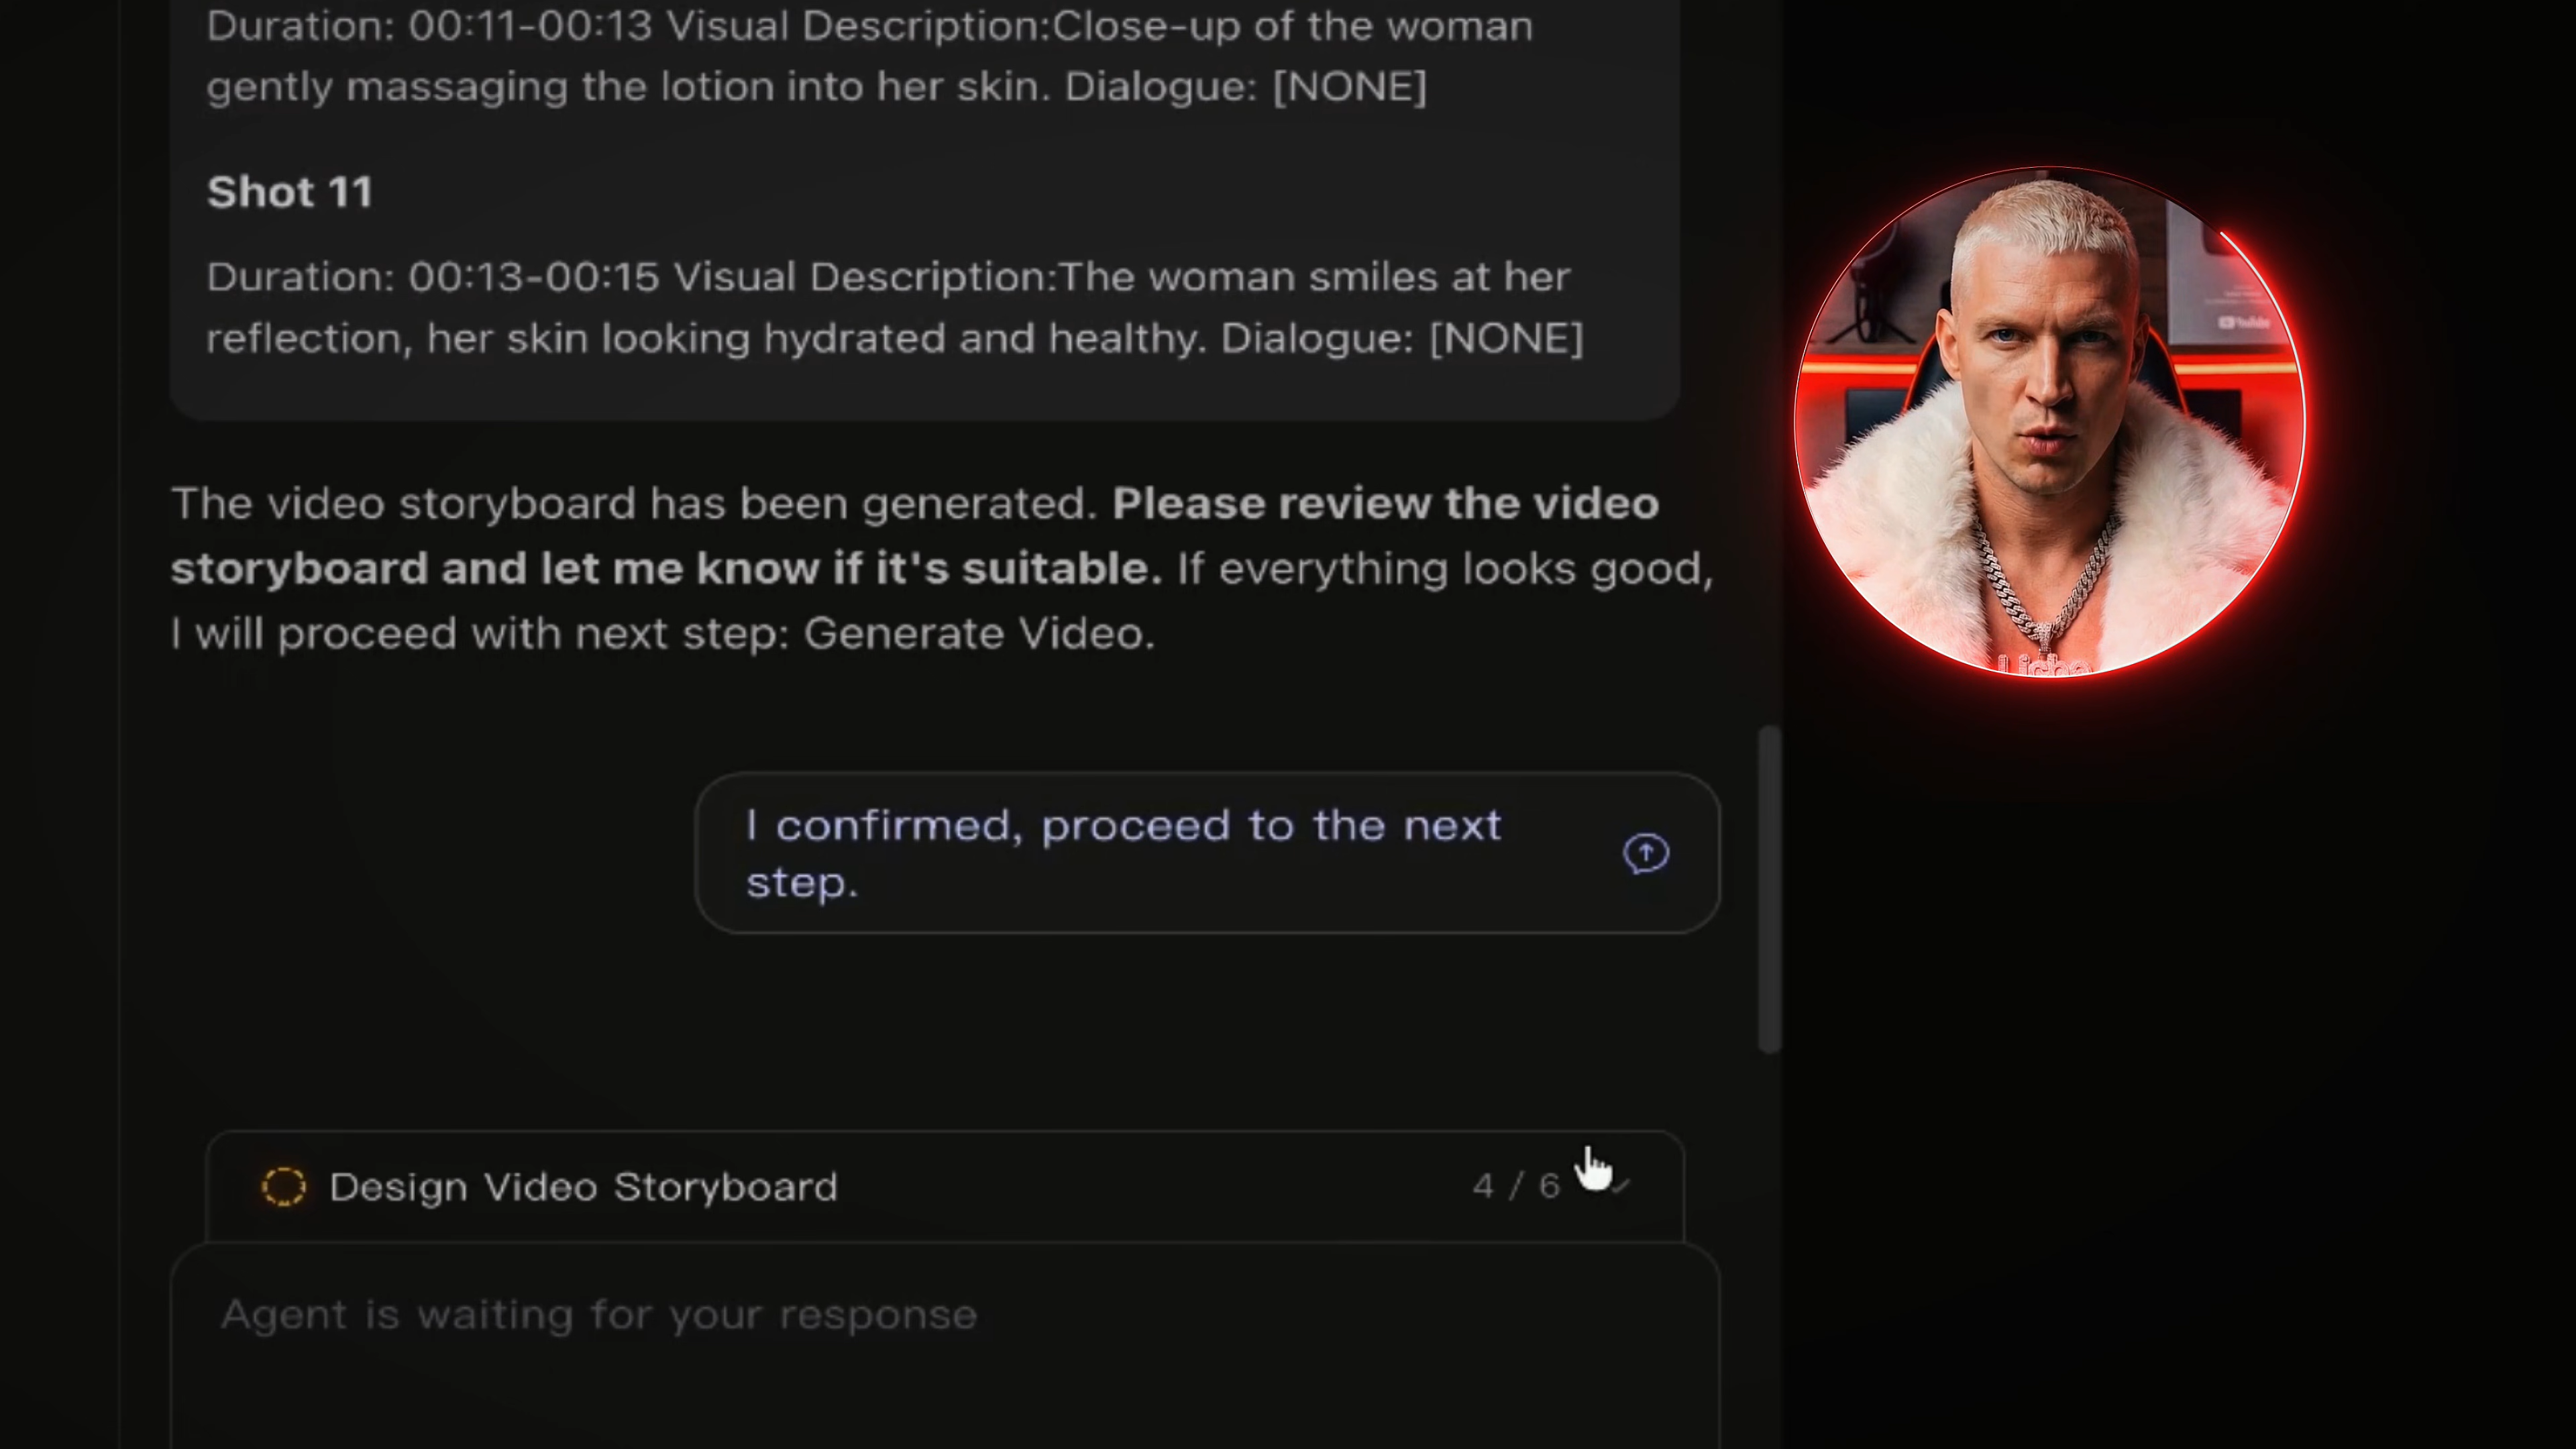 Duration: 00:11-00:13 Visual Description:Close-up of the woman
gently massaging the lotion into her skin. Dialogue: [NONE]
Shot 11
Duration: 00:13-00:15 Visual Description:The woman smiles at her
reflection, her skin looking hydrated and healthy. Dialogue: [NONE]
The video storyboard has been generated. Please review the video
storyboard and let me know if it's suitable. If everything looks good,
I will proceed with next step: Generate Video.
I confirmed, proceed to the next
step.
Design Video Storyboard 4 / 6
Agent is waiting for your response
YouTube